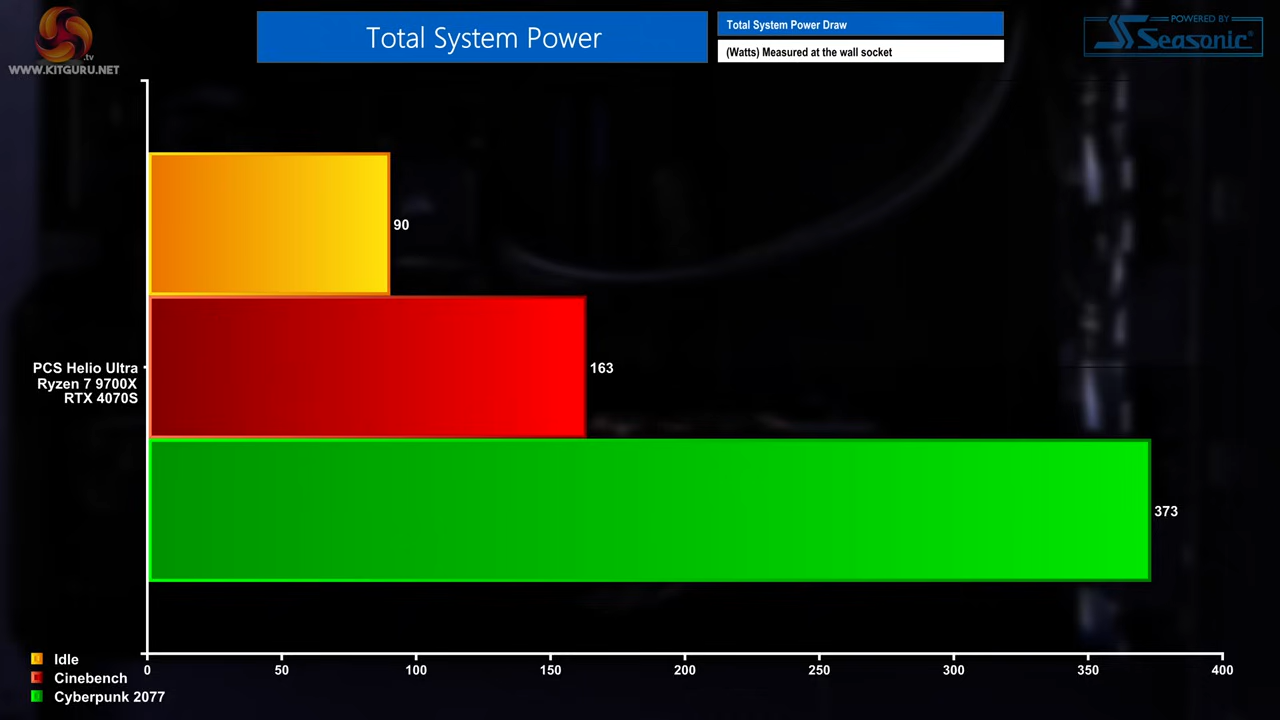 .tv
WWW.KITGURU.NET
Total System Power
Total System Power Draw
(Watts) Measured at the wall socket
POWERED BY
Seasonic®
90
PCS Helio Ultra
Ryzen 7 9700X
RTX 4070S
163
373
Idle
Cinebench
Cyberpunk 2077
0 50 100 150 200 250 300 350 400